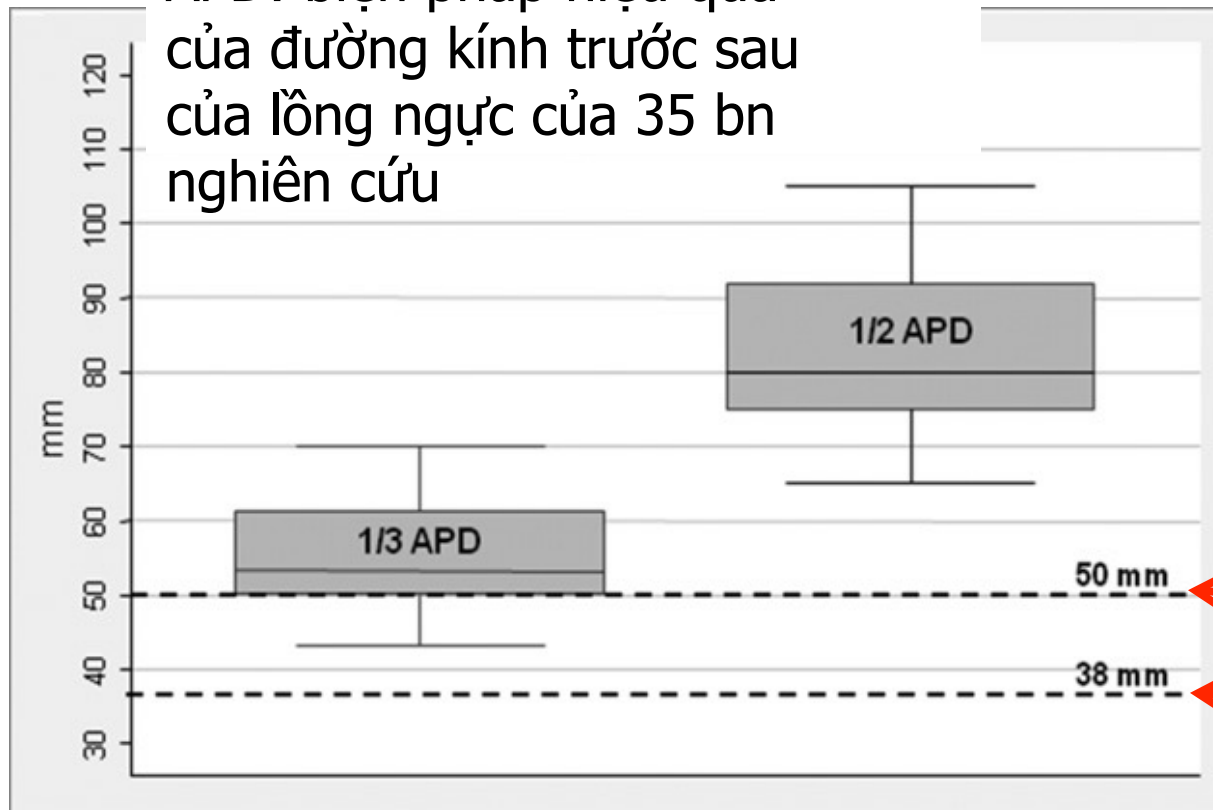 của đường kính trước sau
của lồng ngực của 35 bn
nghiên cứu
120
110
100
90
80
70
60
50
40
30
mm
1/2 APD
1/3 APD
50 mm
38 mm